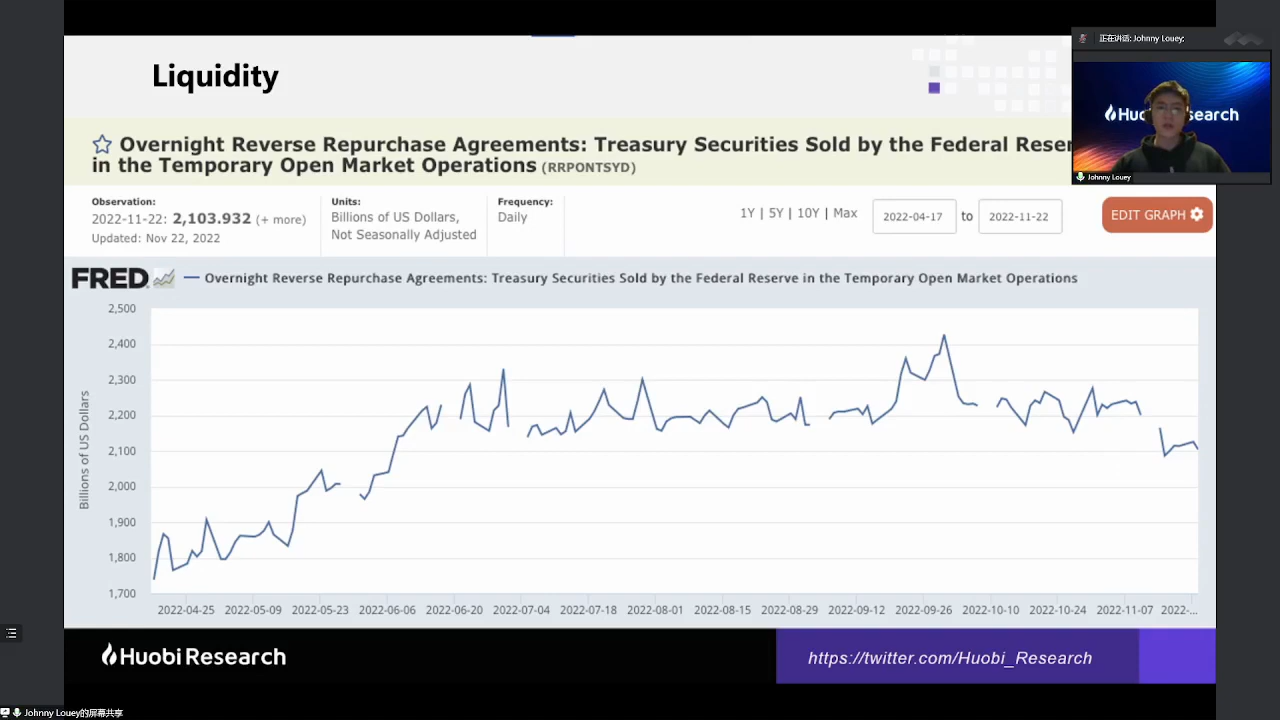 正在讲话: Johnny Louey:
Liquidity
Huobi Research
Johnny Louey
Overnight Reverse Repurchase Agreements: Treasury Securities Sold by the Federal Reser
in the Temporary Open Market Operations (RRPONTSYD)
Observation:
2022-11-22: 2,103.932 (+ more)
Updated: Nov 22, 2022
Units:
Billions of US Dollars,
Not Seasonally Adjusted
Frequency:
Daily
1Y | 5Y | 10Y | Max
2022-04-17 to 2022-11-22
EDIT GRAPH
FRED
Overnight Reverse Repurchase Agreements: Treasury Securities Sold by the Federal Reserve in the Temporary Open Market Operations
Billions of US Dollars
2,500
2,400
2,300
2,200
2,100
2,000
1,900
1,800
1,700
2022-04-25 2022-05-09 2022-05-23 2022-06-06 2022-06-20 2022-07-04 2022-07-18 2022-08-01 2022-08-15 2022-08-29 2022-09-12 2022-09-26 2022-10-10 2022-10-24 2022-11-07 2022-...
Huobi Research
https://twitter.com/Huobi_Research
Johnny Louey的屏幕共享